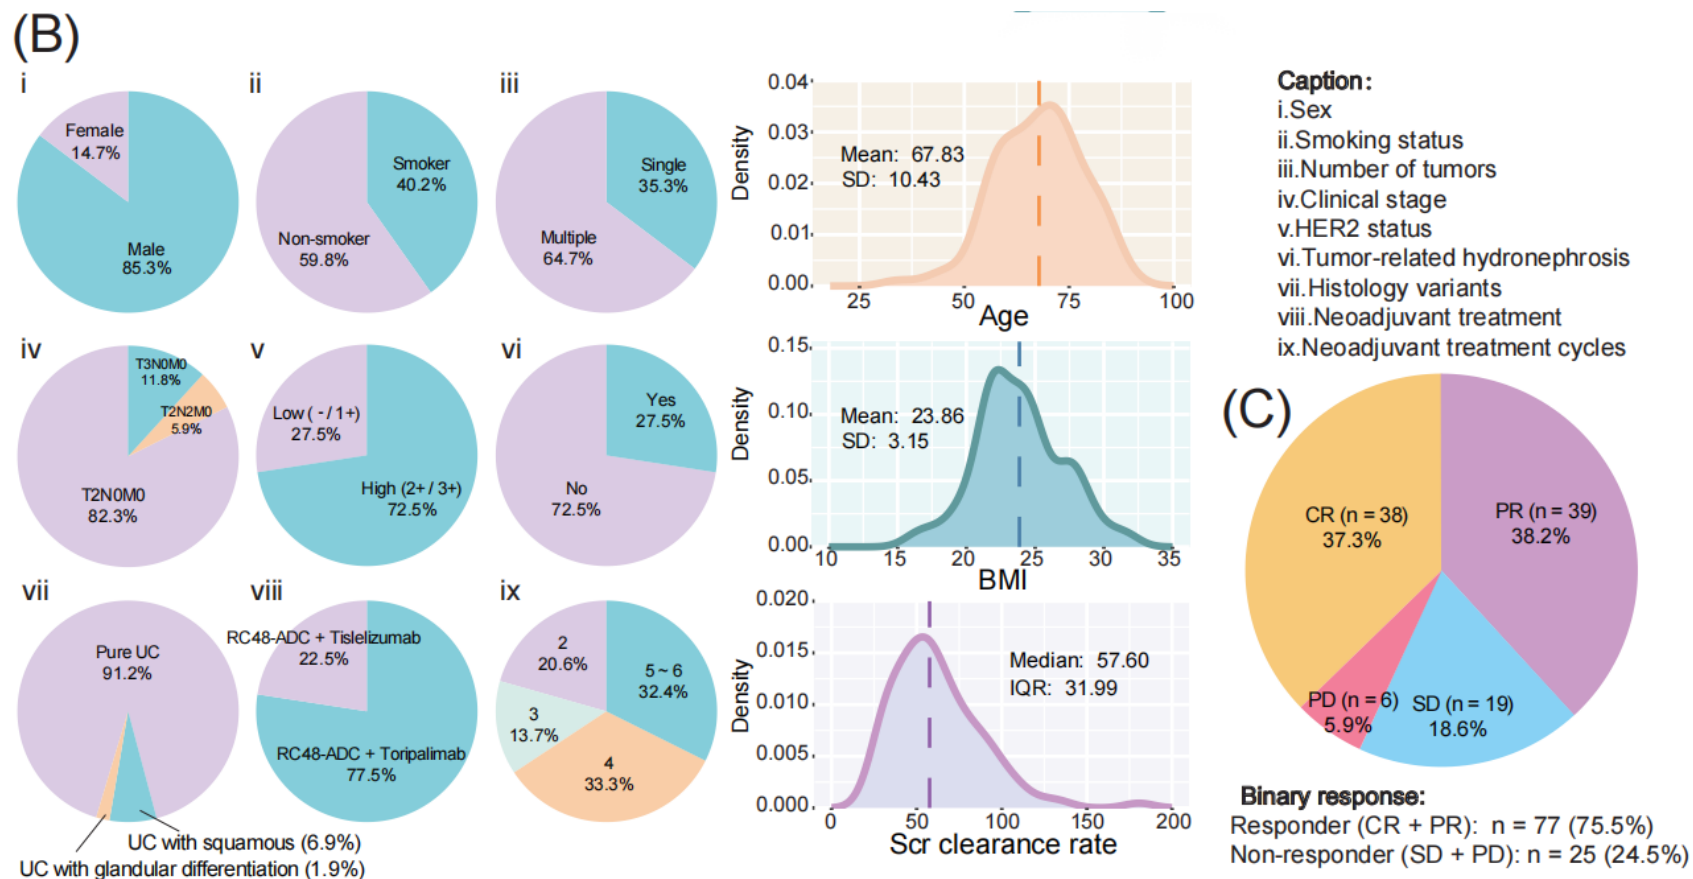 (B)
i
Female
14.7%
Male
85.3%
ii
Smoker
40.2%
Non-smoker
59.8%
iii
Single
35.3%
Multiple
64.7%
iv
T3N0M0
11.8%
T2N2M0
5.9%
T2N0M0
82.3%
v
Low ( - / 1+)
27.5%
High (2+ / 3+)
72.5%
vi
Yes
27.5%
No
72.5%
vii
Pure UC
91.2%
UC with squamous (6.9%)
UC with glandular differentiation (1.9%)
viii
RC48-ADC + Tislelizumab
22.5%
RC48-ADC + Toripalimab
77.5%
ix
2
20.6%
5 ~ 6
32.4%
3
13.7%
4
33.3%
0.04
0.03
0.02
0.01
0.00
Density
Mean: 67.83
SD: 10.43
25 50 75 100
Age
0.15
0.10
0.05
0.00
Density
Mean: 23.86
SD: 3.15
10 15 20 25 30 35
BMI
0.020
0.015
0.010
0.005
0.000
Density
Median: 57.60
IQR: 31.99
0 50 100 150 200
Scr clearance rate
Caption:
i.Sex
ii.Smoking status
iii.Number of tumors
iv.Clinical stage
v.HER2 status
vi.Tumor-related hydronephrosis
vii.Histology variants
viii.Neoadjuvant treatment
ix.Neoadjuvant treatment cycles
(C)
CR (n = 38)
37.3%
PR (n = 39)
38.2%
PD (n = 6)
5.9%
SD (n = 19)
18.6%
Binary response:
Responder (CR + PR): n = 77 (75.5%)
Non-responder (SD + PD): n = 25 (24.5%)